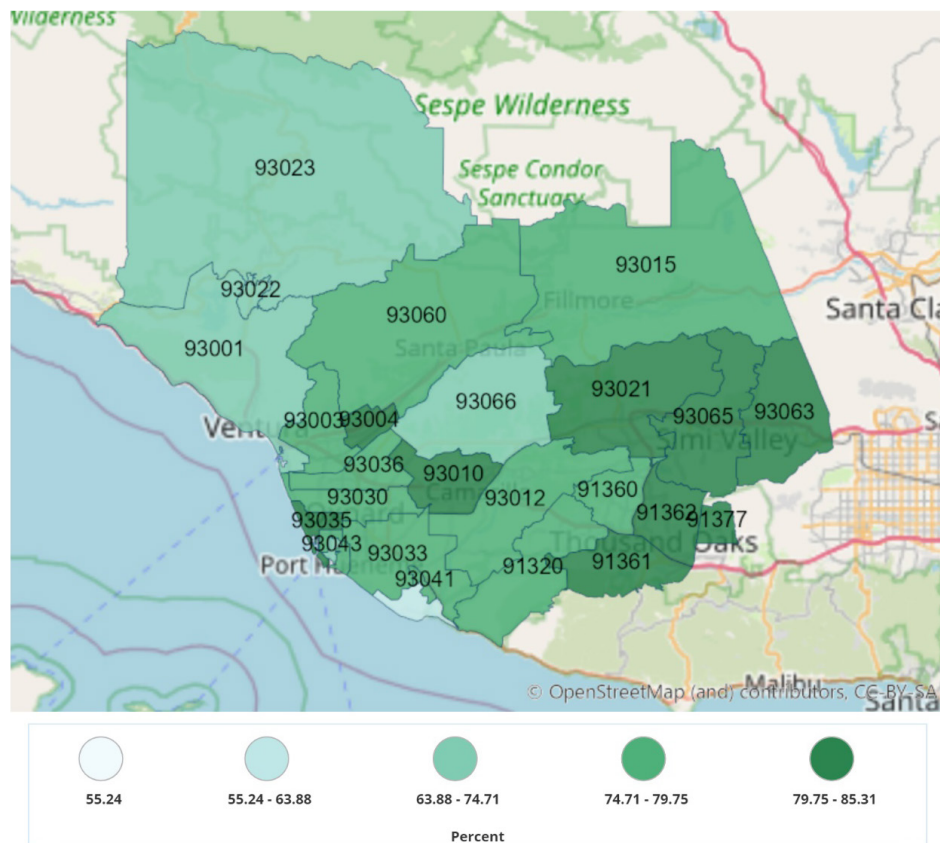 Wilderness
Sespe Wilderness
93023
Sespe Condor
Sanctuary
93015
93022
Fillmore
93060
Santa Cla
93001
Santa Paula
93066
93021
93065
93063
93003
93004
Ventura
Simi Valley
93036
93010
93030
93012
91360
93035
91362
91377
93043
93033
Thousand Oaks
Port Hueneme
93041
91320
91361
Malibu
© OpenStreetMap (and) contributors, CC-BY-SA
Santa
55.24
55.24 - 63.88
63.88 - 74.71
74.71 - 79.75
79.75 - 85.31
Percent